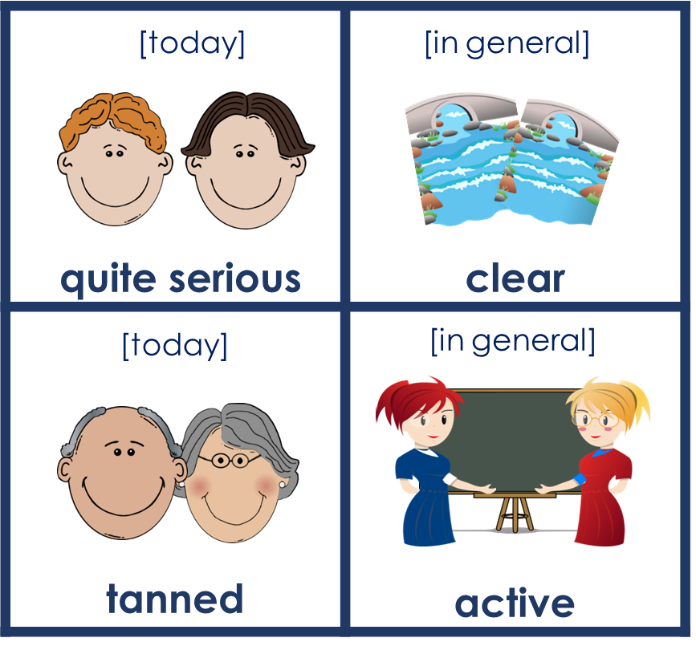 [today]
[in general]
quite serious
clear
[today]
[in general]
tanned
active